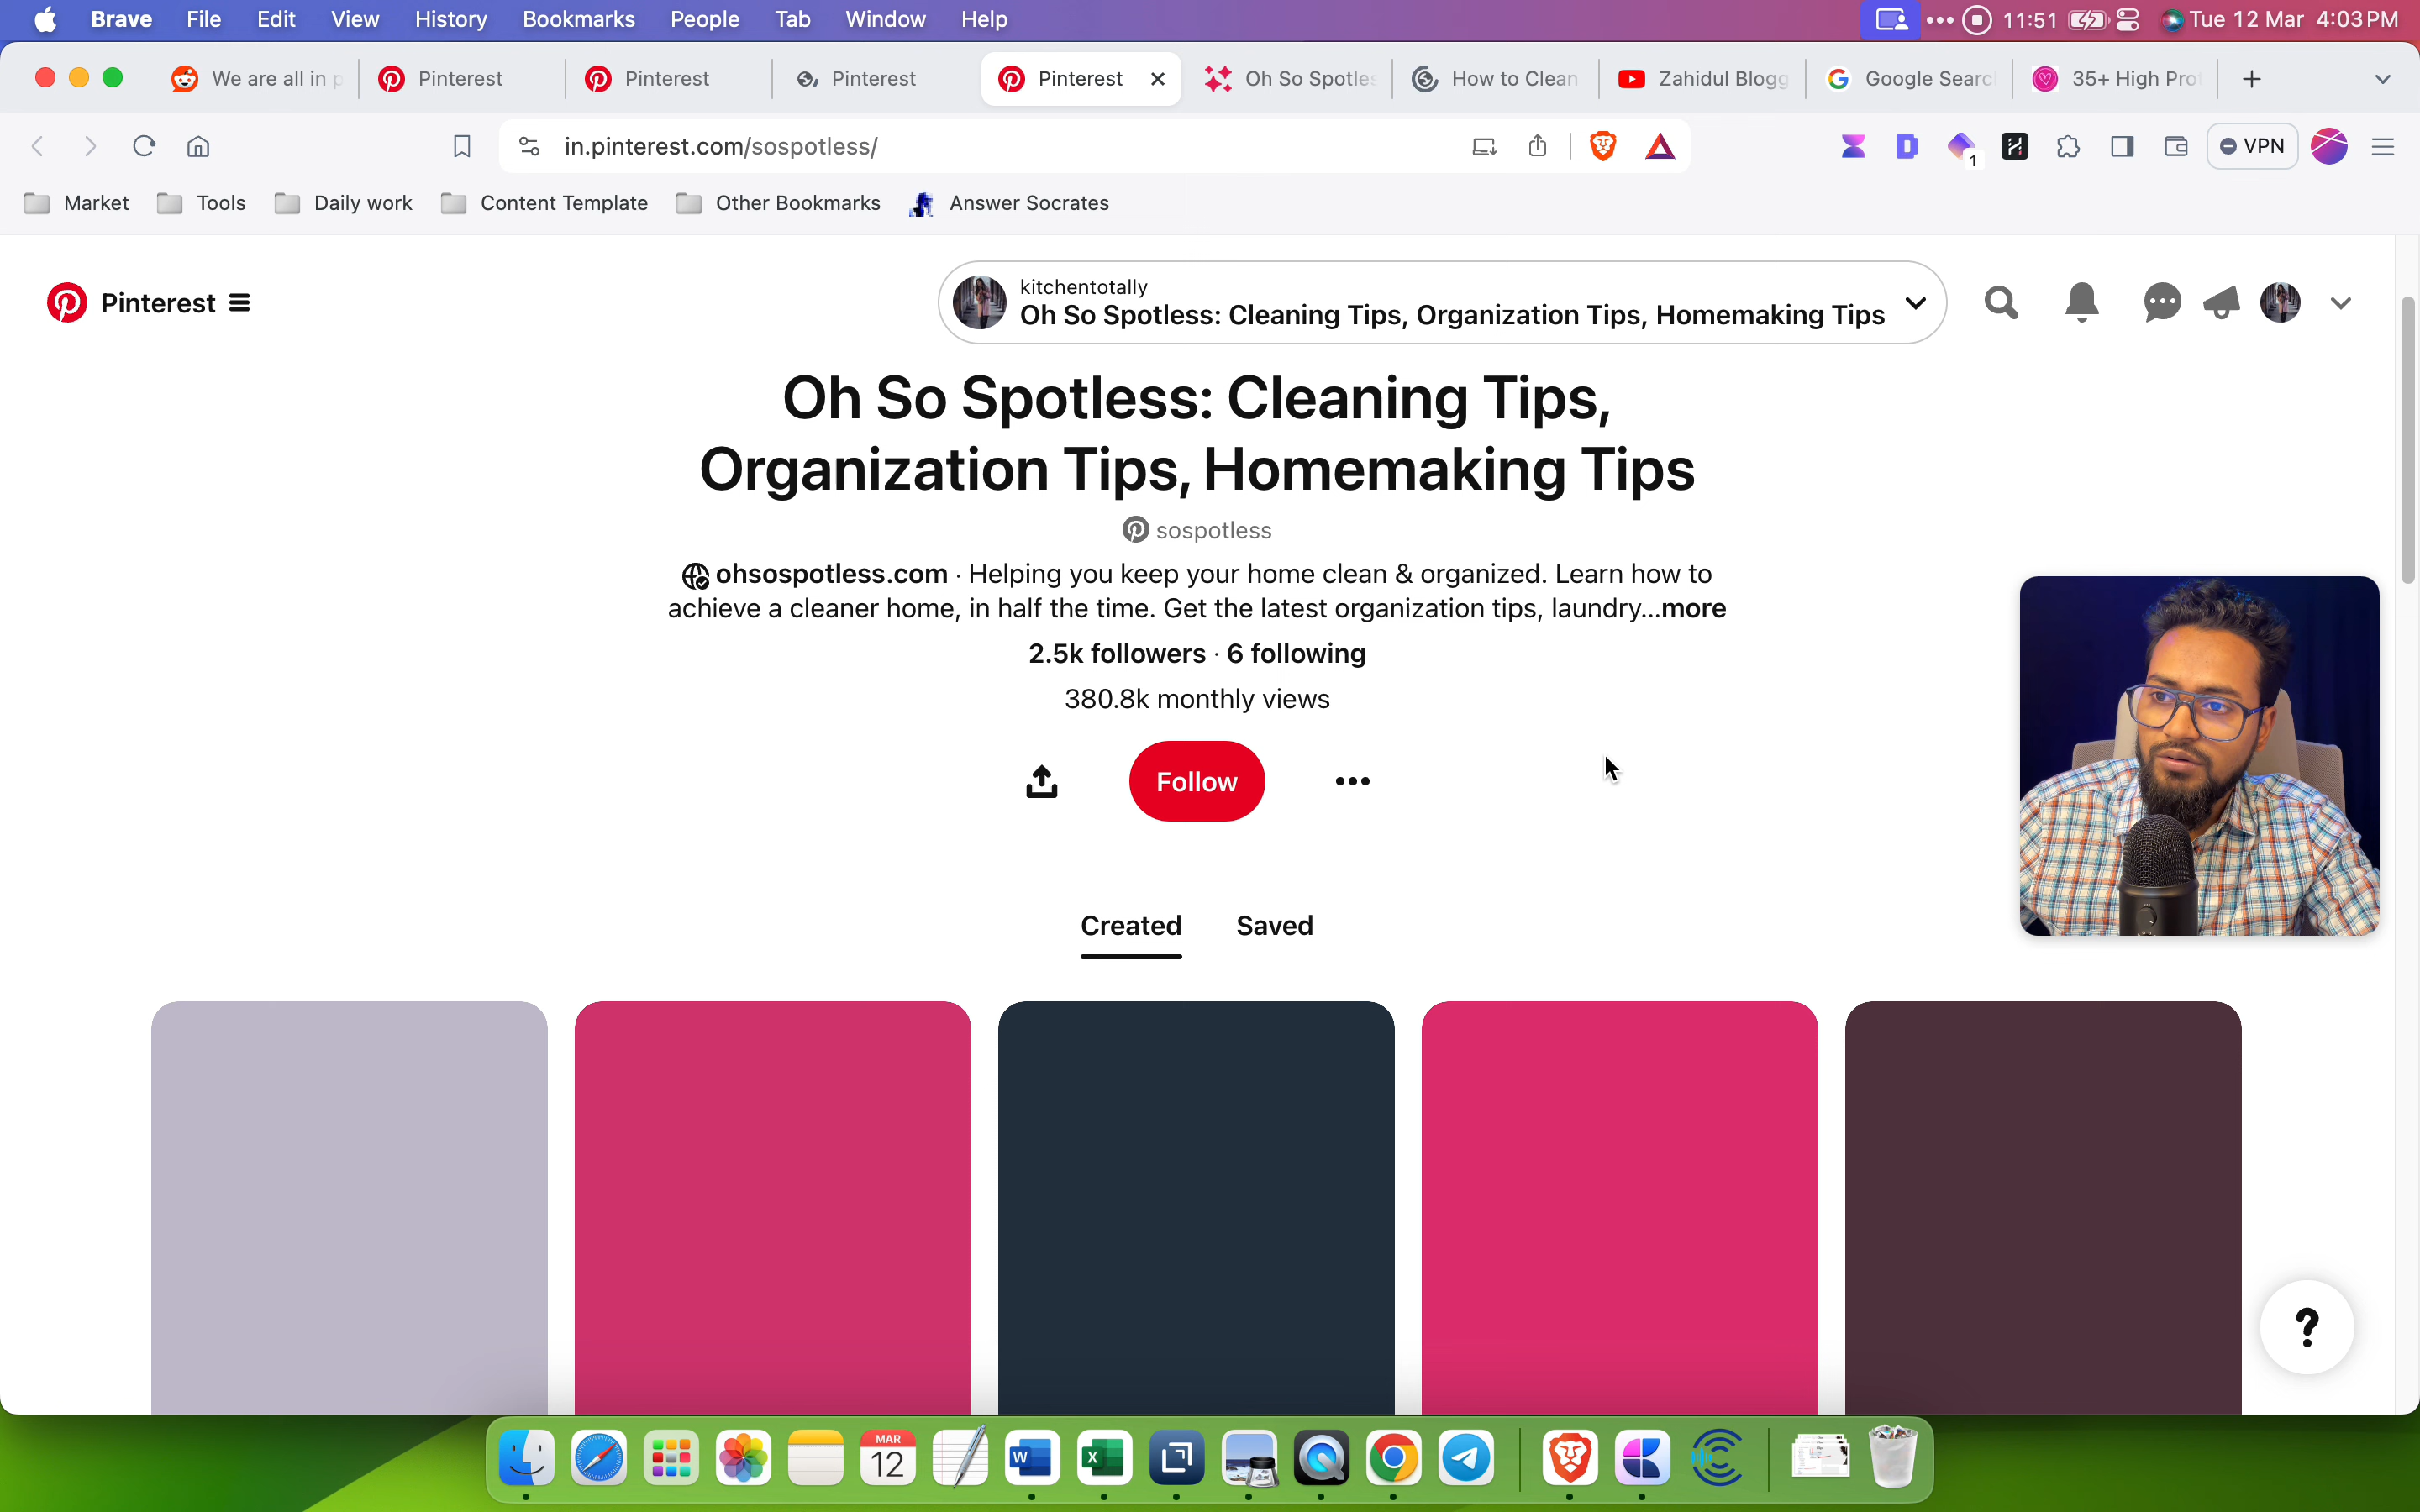 Brave File Edit View History Bookmarks People Tab Window Help 11:51 Tue 12 Mar 4:03 PM
We are all in p Pinterest Pinterest Pinterest Pinterest Oh So Spotles How to Clean Zahidul Blogg Google Searc 35+ High Pro
in.pinterest.com/sospotless/ 1 VPN
Market Tools Daily work Content Template Other Bookmarks Answer Socrates
Pinterest
kitchentotally
Oh So Spotless: Cleaning Tips, Organization Tips, Homemaking Tips
Oh So Spotless: Cleaning Tips,
Organization Tips, Homemaking Tips
sospotless
ohsospotless.com · Helping you keep your home clean & organized. Learn how to
achieve a cleaner home, in half the time. Get the latest organization tips, laundry...more
2.5k followers · 6 following
380.8k monthly views
Follow
Created Saved
?
MAR
12
W
X